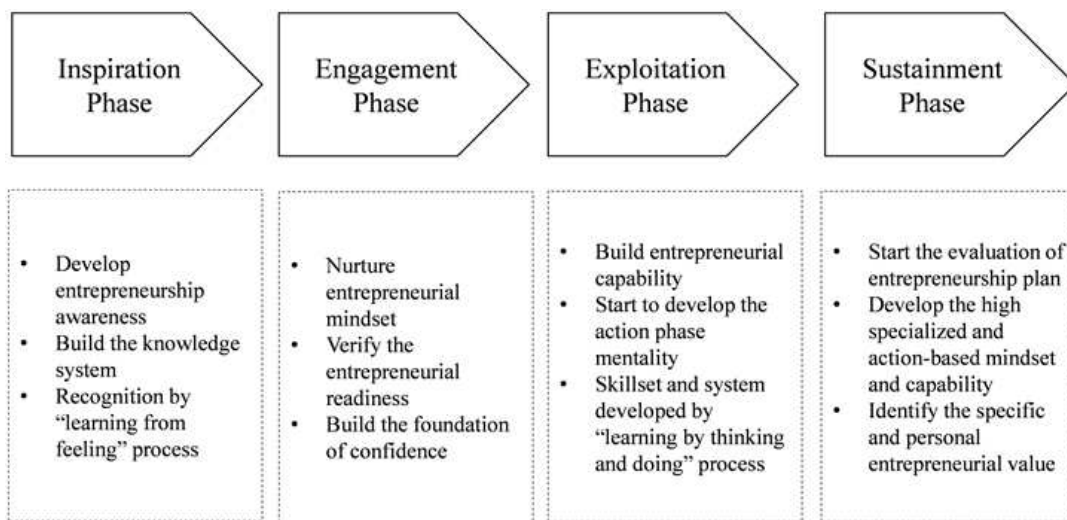 Inspiration
Phase
Engagement
Phase
Exploitation
Phase
Sustainment
Phase
• Develop
entrepreneurship
awareness
• Build the knowledge
system
• Recognition by
“learning from
feeling” process
• Nurture
entrepreneurial
mindset
• Verify the
entrepreneurial
readiness
• Build the foundation
of confidence
• Build entrepreneurial
capability
• Start to develop the
action phase
mentality
• Skillset and system
developed by
“learning by thinking
and doing” process
• Start the evaluation of
entrepreneurship plan
• Develop the high
specialized and
action-based mindset
and capability
• Identify the specific
and personal
entrepreneurial value